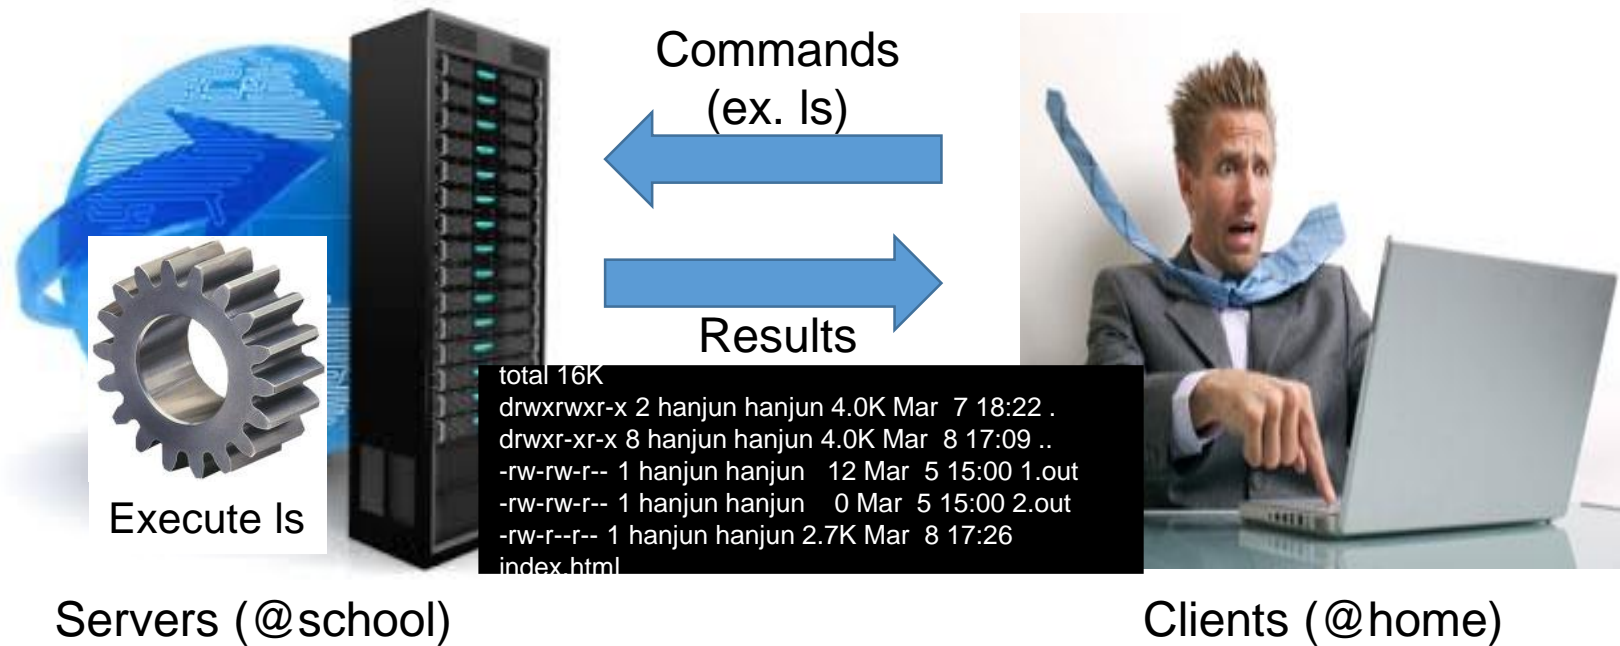 Commands
(ex. ls)
Results
total 16K
drwxrwxr-x 2 hanjun hanjun 4.0K Mar  7 18:22 .
drwxr-xr-x 8 hanjun hanjun 4.0K Mar  8 17:09 ..
-rw-rw-r-- 1 hanjun hanjun   12 Mar  5 15:00 1.out
-rw-rw-r-- 1 hanjun hanjun    0 Mar  5 15:00 2.out
-rw-r--r-- 1 hanjun hanjun 2.7K Mar  8 17:26
index.html
Execute ls
Servers (@school)
Clients (@home)